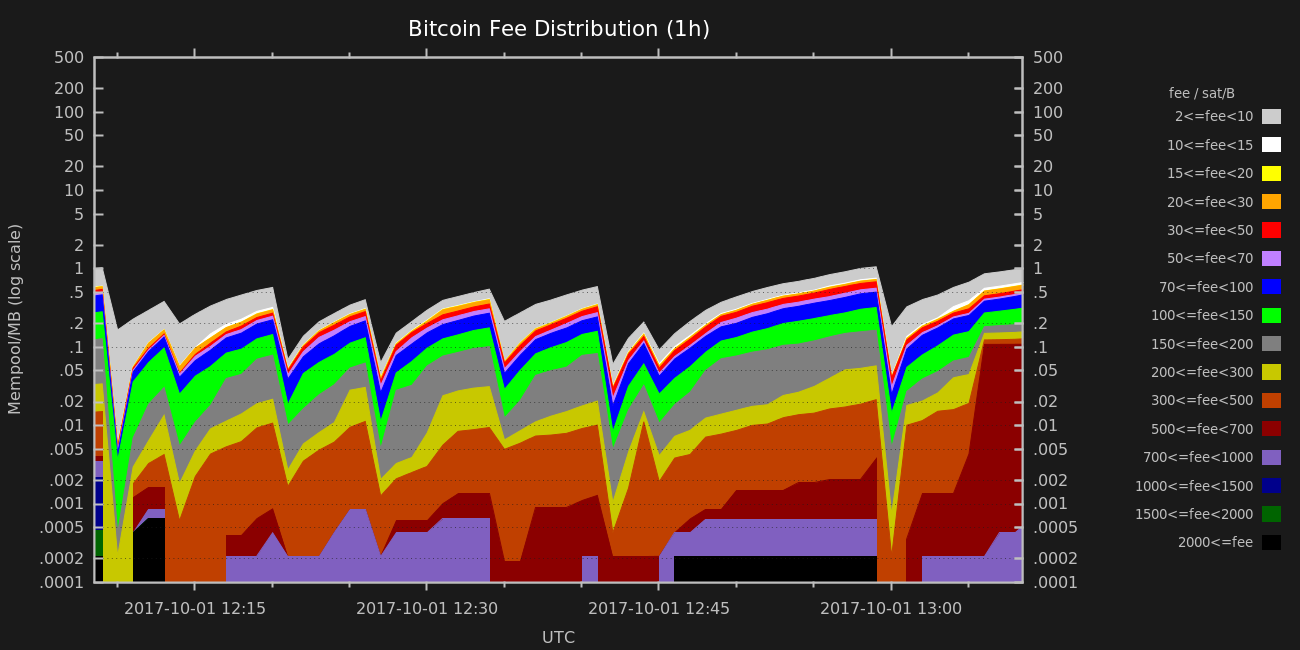 Bitcoin Fee Distribution (1h)
Mempool/MB (log scale)
500
200
100
50
20
10
5
2
1
.5
.2
.1
.05
.02
.01
.005
.002
.001
.0005
.0002
.0001
500
200
100
50
20
10
5
2
1
.5
.2
.1
.05
.02
.01
.005
.002
.001
.0005
.0002
.0001
fee / sat/B
2<=fee<10
10<=fee<15
15<=fee<20
20<=fee<30
30<=fee<50
50<=fee<70
70<=fee<100
100<=fee<150
150<=fee<200
200<=fee<300
300<=fee<500
500<=fee<700
700<=fee<1000
1000<=fee<1500
1500<=fee<2000
2000<=fee
2017-10-01 12:15 2017-10-01 12:30 2017-10-01 12:45 2017-10-01 13:00
UTC